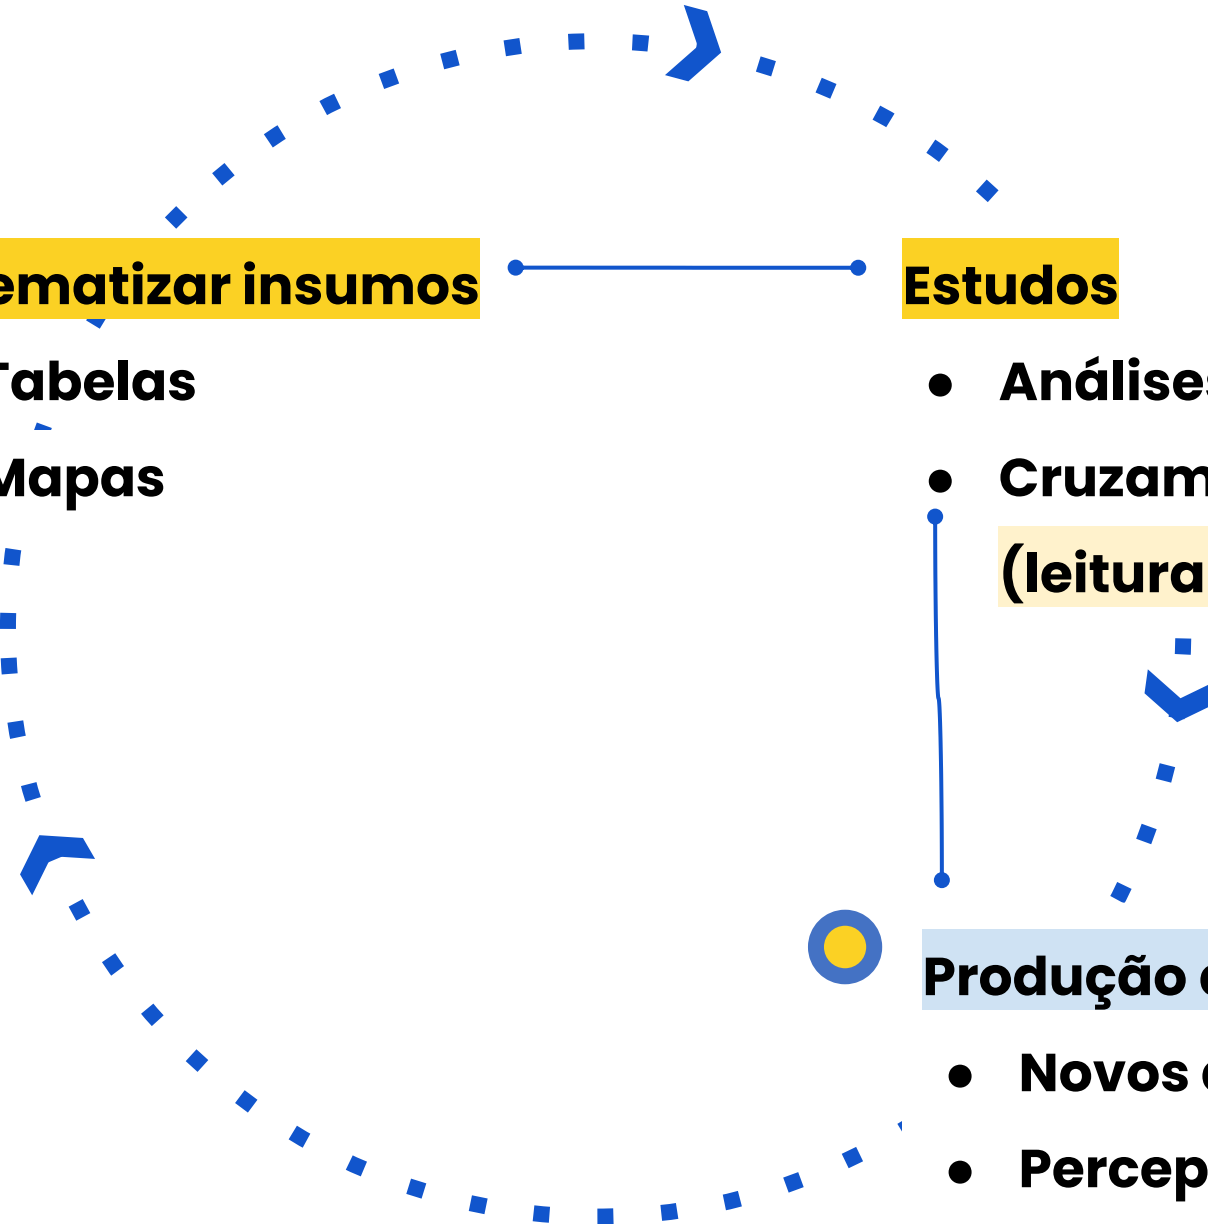 ematizar insumos
Estudos
Tabelas
Mapas
● Análises
● Cruzam
(leitura
Produção
● Novos
● Percep